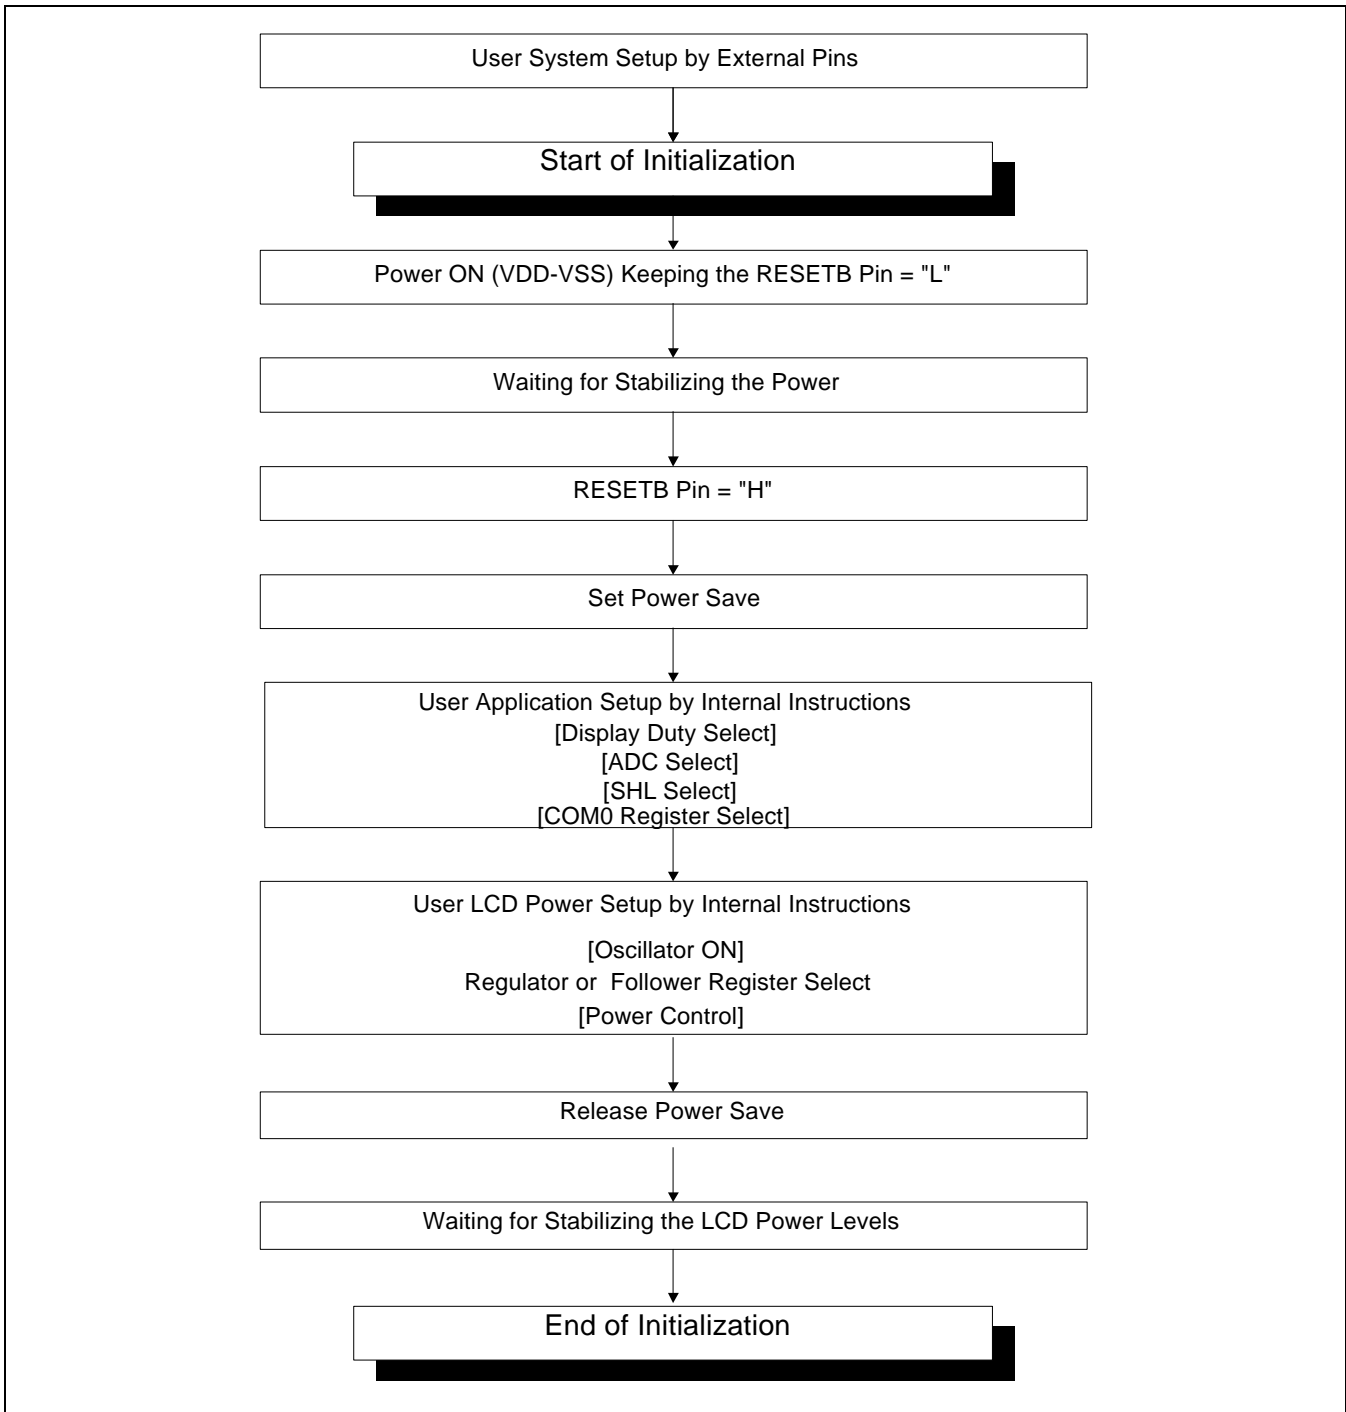 User System Setup by External Pins
Start of Initialization
Power ON (VDD-VSS) Keeping the RESETB Pin = "L"
Waiting for Stabilizing the Power
RESETB Pin = "H"
Set Power Save
User Application Setup by Internal Instructions
[Display Duty Select]
[ADC Select]
[SHL Select]
[COM0 Register Select]
User LCD Power Setup by Internal Instructions
[Oscillator ON]
Regulator or Follower Register Select
[Power Control]
Release Power Save
Waiting for Stabilizing the LCD Power Levels
End of Initialization